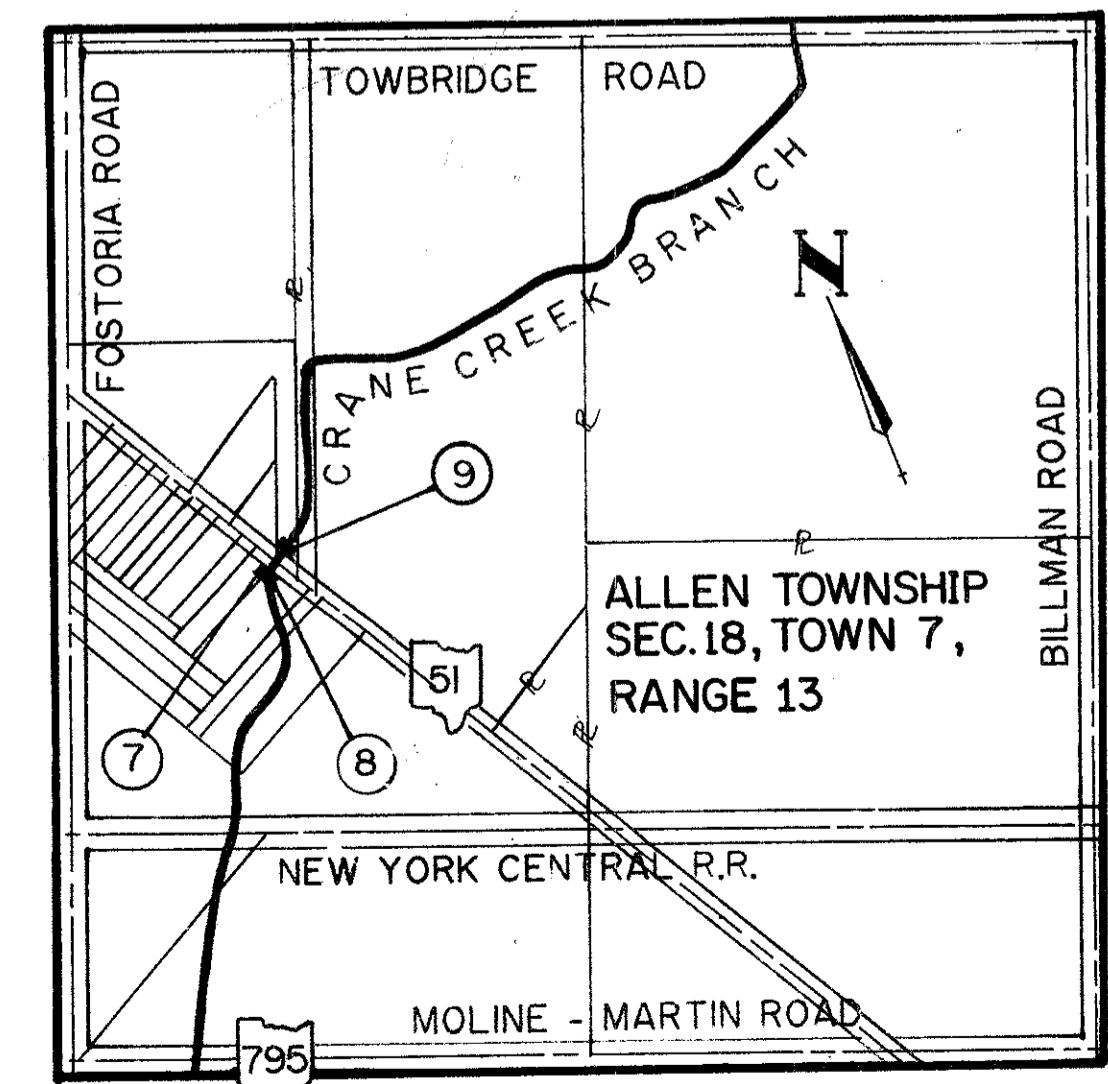 TOWBRIDGE ROAD
FOSTORIA ROAD
CRANE CREEK BRANCH
N
BILLMAN ROAD
9
ALLEN TOWNSHIP
SEC.18, TOWN 7,
RANGE 13
51
7
8
NEW YORK CENTRAL R.R.
MOLINE - MARTIN ROAD
795